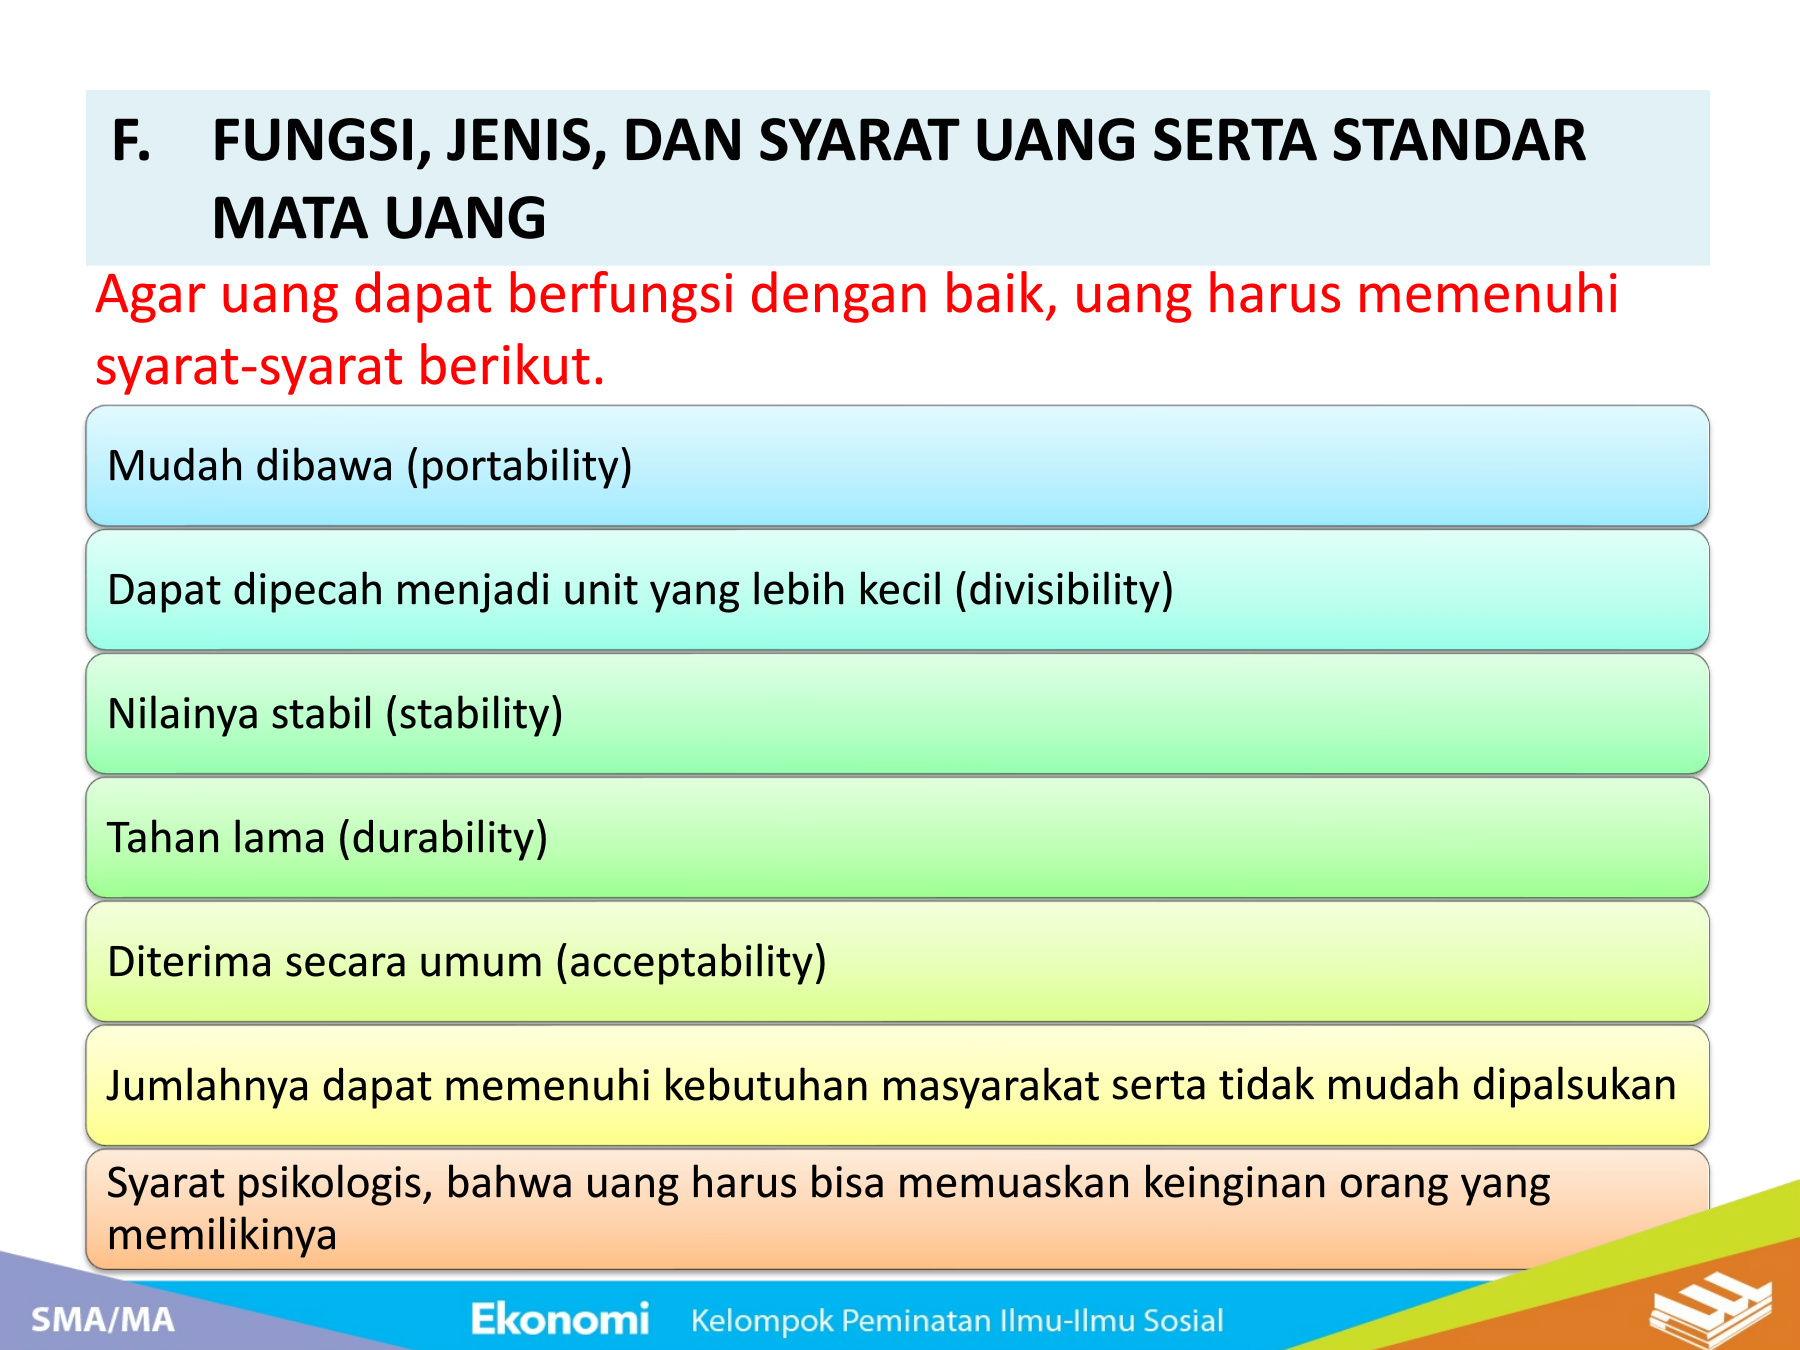 F. FUNGSI, JENIS, DAN SYARAT UANG SERTA STANDAR
MATA UANG
Agar uang dapat berfungsi dengan baik, uang harus memenuhi
syarat-syarat berikut.
Mudah dibawa (portability)
Dapat dipecah menjadi unit yang lebih kecil (divisibility)
Nilainya stabil (stability)
Tahan lama (durability)
Diterima secara umum (acceptability)
Jumlahnya dapat memenuhi kebutuhan masyarakat serta tidak mudah dipalsukan
Syarat psikologis, bahwa uang harus bisa memuaskan keinginan orang yang
memilikinya
SMA/MA Ekonomi Kelompok Peminatan Ilmu-Ilmu Sosial